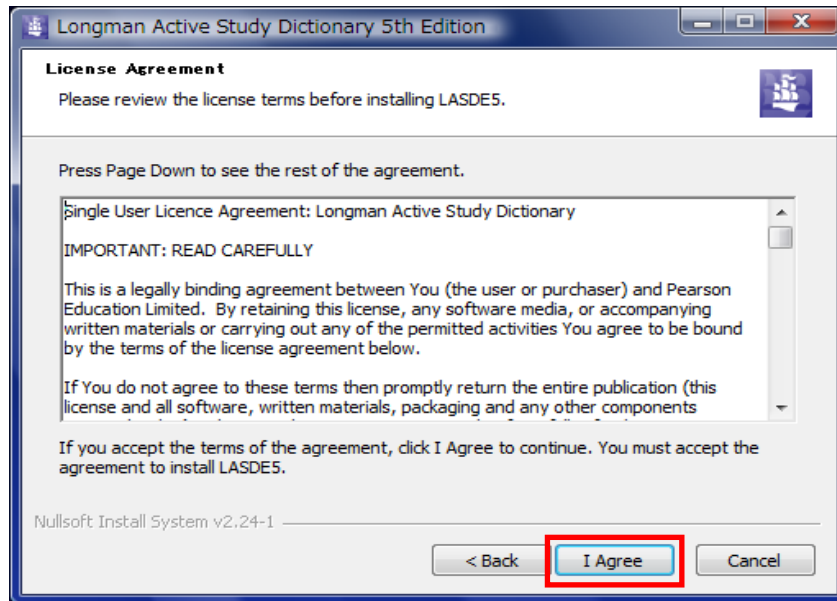 Longman Active Study Dictionary 5th Edition
License Agreement
Please review the license terms before installing LASDE5.
Press Page Down to see the rest of the agreement.
Single User Licence Agreement: Longman Active Study Dictionary
IMPORTANT: READ CAREFULLY
This is a legally binding agreement between You (the user or purchaser) and Pearson
Education Limited.  By retaining this license, any software media, or accompanying
written materials or carrying out any of the permitted activities You agree to be bound
by the terms of the license agreement below.
If You do not agree to these terms then promptly return the entire publication (this
license and all software, written materials, packaging and any other components
If you accept the terms of the agreement, click I Agree to continue. You must accept the
agreement to install LASDE5.
Nullsoft Install System v2.24-1
< Back I Agree Cancel